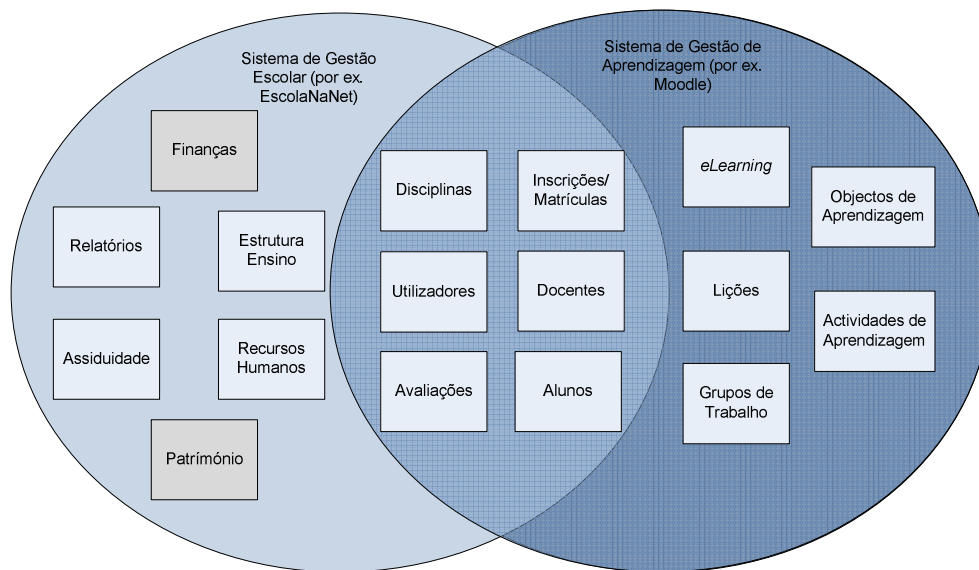 Sistema de Gestão
Escolar (por ex.
EscolaNaNet)
Sistema de Gestão de
Aprendizagem (por ex.
Moodle)
Finanças
Relatórios
Estrutura
Ensino
Assiduidade
Recursos
Humanos
Patrímónio
Disciplinas
Inscrições/
Matrículas
Utilizadores
Docentes
Avaliações
Alunos
eLearning
Objectos de
Aprendizagem
Lições
Actividades de
Aprendizagem
Grupos de
Trabalho